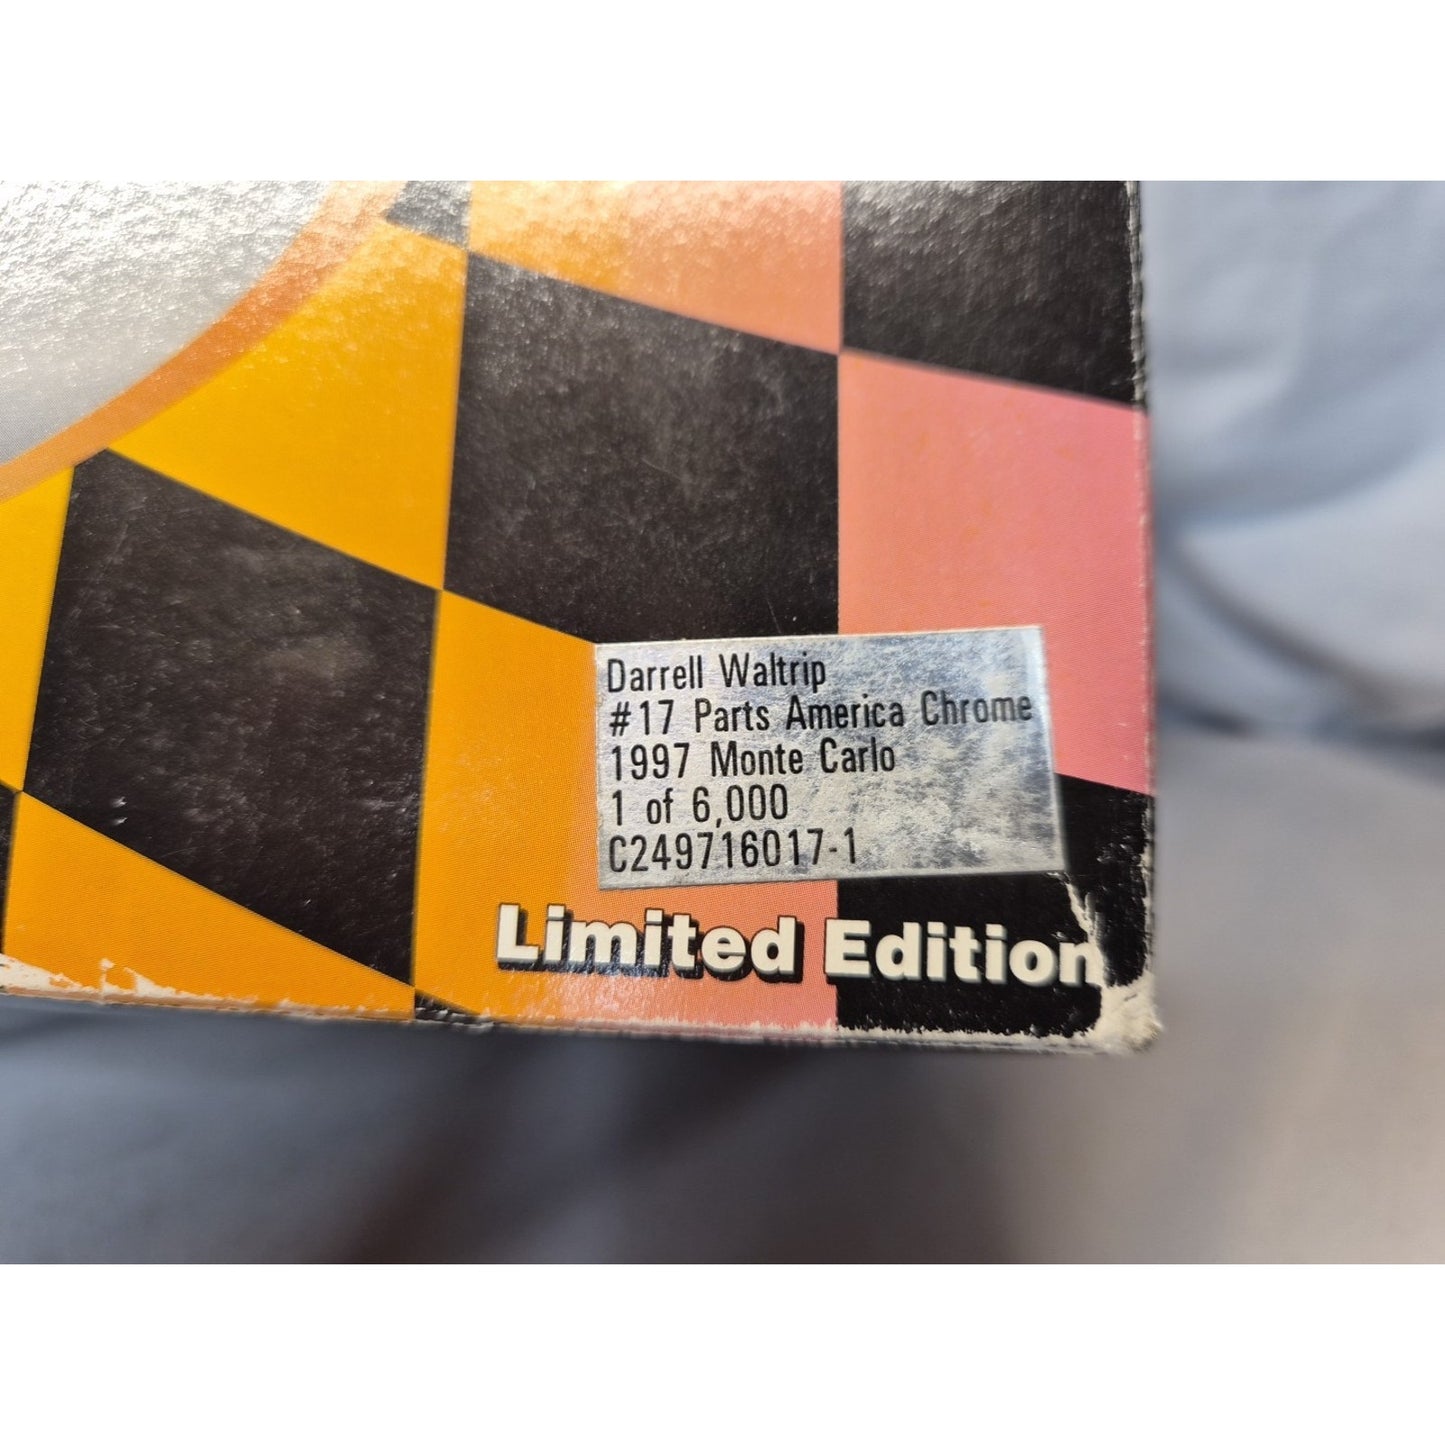 Darrell Waltrip
#17 Parts America Chrome
1997 Monte Carlo
1 of 6,000
C249716017-1
Limited Edition